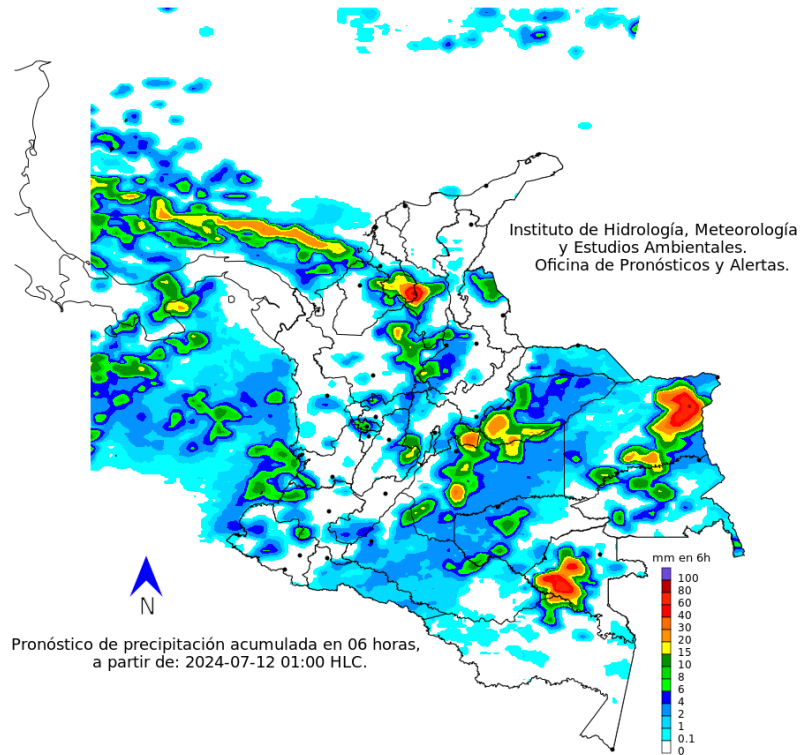 Instituto de Hidrología, Meteorología
y Estudios Ambientales.
Oficina de Pronósticos y Alertas.
mm en 6h
100
80
60
40
30
20
15
10
8
6
4
2
1
0.1
0
N
Pronóstico de precipitación acumulada en 06 horas,
a partir de: 2024-07-12 01:00 HLC.